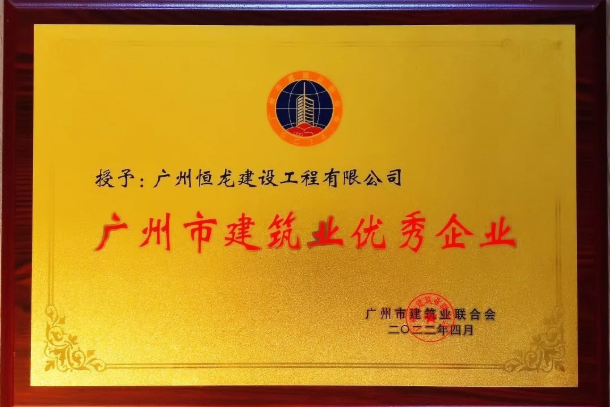 授予：广州恒龙建设工程有限公司
广州市建筑业优秀企业
广州市建筑业联合会
二〇二二年四月